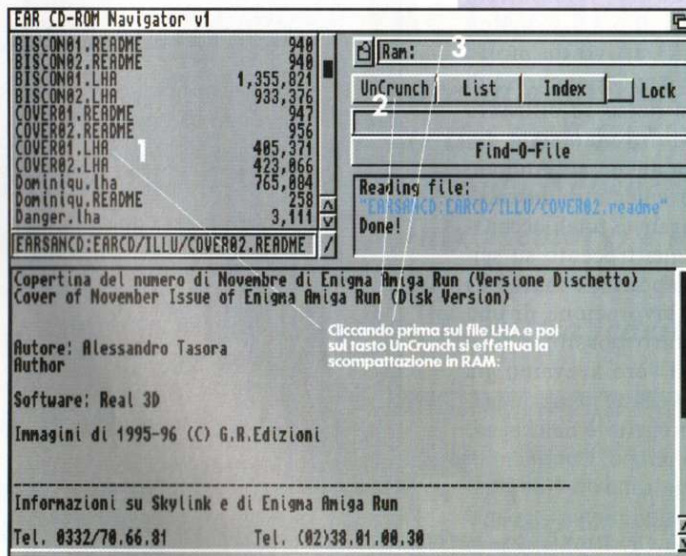 EAR CD-ROM Navigator v1
BISCON01.README 940
BISCON02.README 940
BISCON01.LHA 1,355,821
BISCON02.LHA 933,376
COVER01.README 947
COVER02.README 956
COVER01.LHA 405,371
COVER02.LHA 423,066
Dominiqu.lha 765,084
Dominiqu.README 258
Danger.lha 3,111
EARSANCD:EARCD/ILLU/COVER02.README /
1
Ram:
3
UnCrunch List Index Lock
2
Find-O-File
Reading file:
"EARSANCD:EARCD/ILLU/COVER02.readme"
Done!
Copertina del numero di Novembre di Enigma Amiga Run (Versione Dischetto)
Cover of November Issue of Enigma Amiga Run (Disk Version)
Cliccando prima sul file LHA e poi
sul tasto UnCrunch si effettua la
scompattazione in RAM:
Autore: Alessandro Tasora
Author
Software: Real 3D
Immagini di 1995-96 (C) G.R.Edizioni
Informazioni su Skylink e di Enigma Amiga Run
Tel. 0332/70.66.81 Tel. (02)38.01.00.30